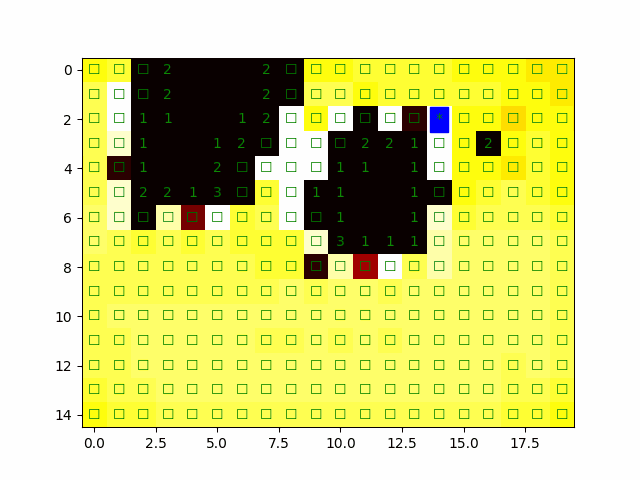 0 □ □ □ 2 2 □ □ □ □ □ □ □ □ □ □ □ □
□ □ □ 2 2 □ □ □ □ □ □ □ □ □ □ □ □
2 □ □ 1 1 1 2 □ □ □ □ □ □ * □ □ □ □ □
□ □ 1 1 2 □ □ □ □ 2 2 1 □ □ 2 □ □ □
4 □ □ 1 2 □ □ □ □ 1 1 1 □ □ □ □ □ □
□ □ 2 2 1 3 □ □ □ 1 1 1 □ □ □ □ □ □
6 □ □ □ □ □ □ □ □ □ □ 1 1 □ □ □ □ □ □
□ □ □ □ □ □ □ □ □ □ 3 1 1 1 □ □ □ □ □ □
8 □ □ □ □ □ □ □ □ □ □ □ □ □ □ □ □ □ □ □ □
□ □ □ □ □ □ □ □ □ □ □ □ □ □ □ □ □ □ □ □
10 □ □ □ □ □ □ □ □ □ □ □ □ □ □ □ □ □ □ □ □
□ □ □ □ □ □ □ □ □ □ □ □ □ □ □ □ □ □ □ □
12 □ □ □ □ □ □ □ □ □ □ □ □ □ □ □ □ □ □ □ □
□ □ □ □ □ □ □ □ □ □ □ □ □ □ □ □ □ □ □ □
14 □ □ □ □ □ □ □ □ □ □ □ □ □ □ □ □ □ □ □ □
0.0 2.5 5.0 7.5 10.0 12.5 15.0 17.5